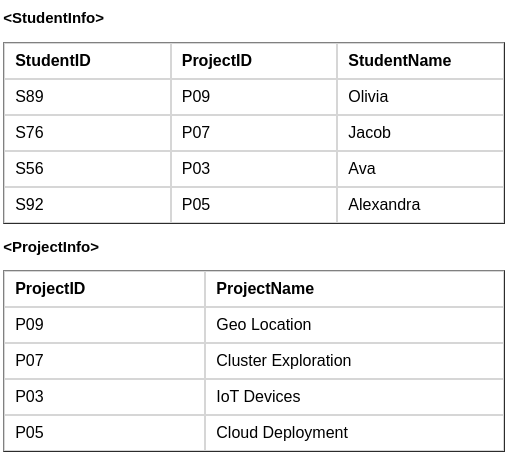 <StudentInfo>
StudentID ProjectID StudentName
S89 P09 Olivia
S76 P07 Jacob
S56 P03 Ava
S92 P05 Alexandra
<ProjectInfo>
ProjectID ProjectName
P09 Geo Location
P07 Cluster Exploration
P03 IoT Devices
P05 Cloud Deployment